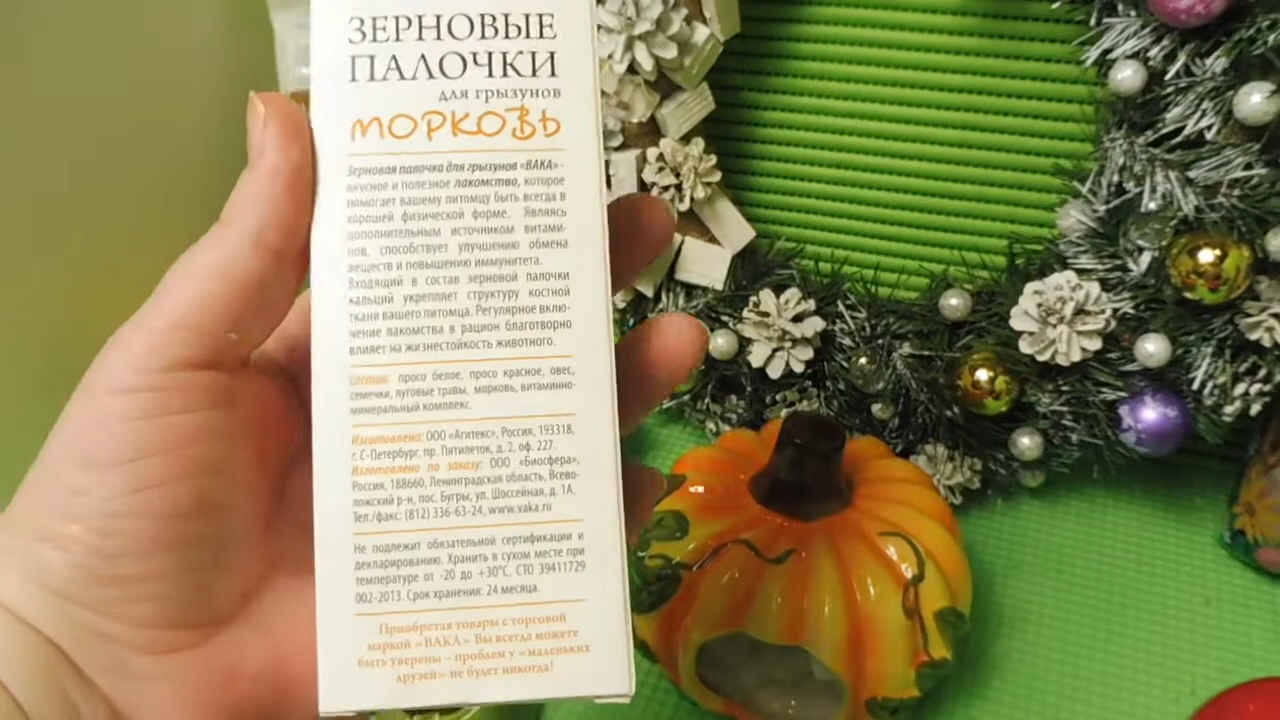 ЗЕРНОВЫЕ
ПАЛОЧКИ
для грызунов
МОРКОВЬ
Зерновая палочка для грызунов «ВАКА» -
вкусное и полезное лакомство, которое
помогает вашему питомцу быть всегда в
хорошей физической форме. Являясь
дополнительным источником витами-
нов, способствует улучшению обмена
веществ и повышению иммунитета.
Входящий в состав зерновой палочки
кальций укрепляет структуру костной
ткани вашего питомца. Регулярное вклю-
чение лакомства в рацион благотворно
влияет на жизнестойкость животного.
Состав: просо белое, просо красное, овес,
семечки, луговые травы, морковь, витаминно-
минеральный комплекс.
Изготовлено: ООО «Агитекс», Россия, 193318,
г. С-Петербург, пр. Пятилеток, д. 2, оф. 227.
Изготовлено по заказу: ООО «Биосфера»,
Россия, 188660, Ленинградская область, Всево-
ложский р-н, пос. Бугры, ул. Шоссейная, д. 1А.
Тел./факс: (812) 336-63-24, www.vaka.ru
Не подлежит обязательной сертификации и
декларированию. Хранить в сухом месте при
температуре от -20 до +30°С. СТО 39411729
002-2013. Срок хранения: 24 месяца.
Приобретая товары с торговой
маркой «ВАКА» Вы всегда можете
быть уверены – проблем у «маленьких
друзей» не будет никогда!